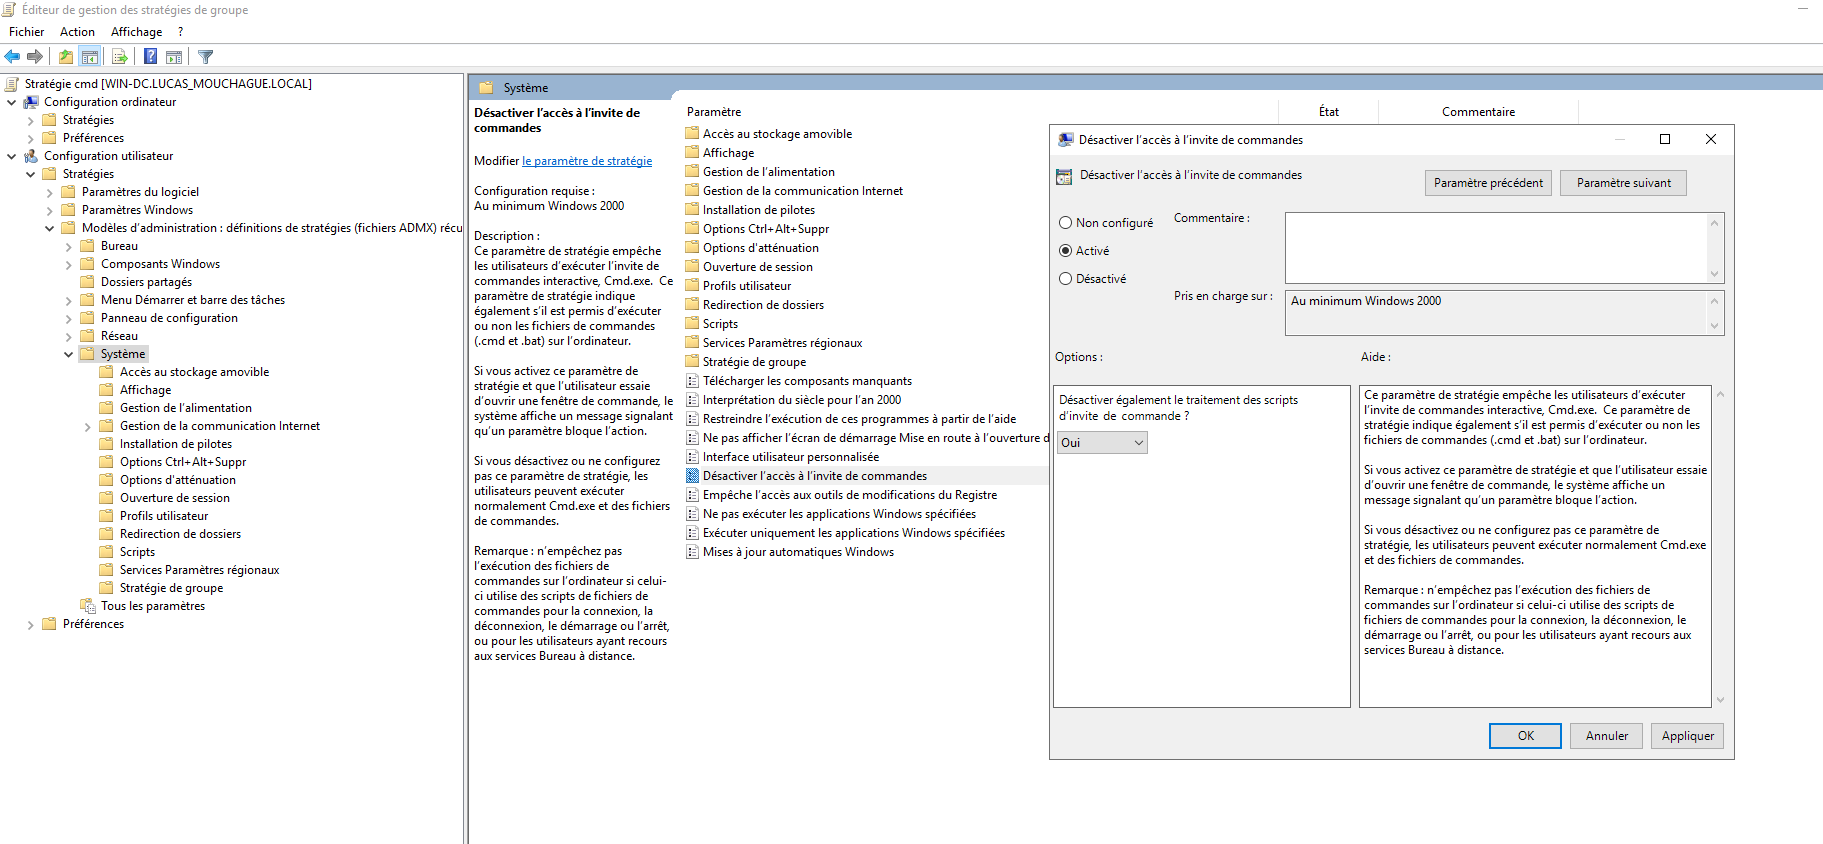 Éditeur de gestion des stratégies de groupe
Fichier Action Affichage ?
Stratégie cmd [WIN-DC.LUCAS_MOUCHAGUE.LOCAL]
Configuration ordinateur
Stratégies
Préférences
Configuration utilisateur
Stratégies
Paramètres du logiciel
Paramètres Windows
Modèles d'administration : définitions de stratégies (fichiers ADMX) récu
Bureau
Composants Windows
Dossiers partagés
Menu Démarrer et barre des tâches
Panneau de configuration
Réseau
Système
Accès au stockage amovible
Affichage
Gestion de l'alimentation
Gestion de la communication Internet
Installation de pilotes
Options Ctrl+Alt+Suppr
Options d'atténuation
Ouverture de session
Profils utilisateur
Redirection de dossiers
Scripts
Services Paramètres régionaux
Stratégie de groupe
Tous les paramètres
Préférences
Système
Désactiver l'accès à l'invite de
commandes
Modifier le paramètre de stratégie
Configuration requise :
Au minimum Windows 2000
Description :
Ce paramètre de stratégie empêche
les utilisateurs d'exécuter l'invite de
commandes interactive, Cmd.exe.  Ce
paramètre de stratégie indique
également s'il est permis d'exécuter
ou non les fichiers de commandes
(.cmd et .bat) sur l'ordinateur.
Si vous activez ce paramètre de
stratégie et que l'utilisateur essaie
d'ouvrir une fenêtre de commande, le
système affiche un message signalant
qu'un paramètre bloque l'action.
Si vous désactivez ou ne configurez
pas ce paramètre de stratégie, les
utilisateurs peuvent exécuter
normalement Cmd.exe et des fichiers
de commandes.
Remarque : n'empêchez pas
l'exécution des fichiers de
commandes sur l'ordinateur si celui-
ci utilise des scripts de fichiers de
commandes pour la connexion, la
déconnexion, le démarrage ou l'arrêt,
ou pour les utilisateurs ayant recours
aux services Bureau à distance.
Paramètre État Commentaire
Accès au stockage amovible
Affichage
Gestion de l'alimentation
Gestion de la communication Internet
Installation de pilotes
Options Ctrl+Alt+Suppr
Options d'atténuation
Ouverture de session
Profils utilisateur
Redirection de dossiers
Scripts
Services Paramètres régionaux
Stratégie de groupe
Télécharger les composants manquants
Interprétation du siècle pour l'an 2000
Restreindre l'exécution de ces programmes à partir de l'aide
Ne pas afficher l'écran de démarrage Mise en route à l'ouverture d
Interface utilisateur personnalisée
Désactiver l'accès à l'invite de commandes
Empêche l'accès aux outils de modifications du Registre
Ne pas exécuter les applications Windows spécifiées
Exécuter uniquement les applications Windows spécifiées
Mises à jour automatiques Windows
Désactiver l'accès à l'invite de commandes
Désactiver l'accès à l'invite de commandes
Paramètre précédent Paramètre suivant
Non configuré
Activé
Désactivé
Commentaire :
Pris en charge sur :
Au minimum Windows 2000
Options :
Aide :
Désactiver également le traitement des scripts
d'invite de commande ?
Oui
Ce paramètre de stratégie empêche les utilisateurs d'exécuter
l'invite de commandes interactive, Cmd.exe.  Ce paramètre de
stratégie indique également s'il est permis d'exécuter ou non les
fichiers de commandes (.cmd et .bat) sur l'ordinateur.
Si vous activez ce paramètre de stratégie et que l'utilisateur essaie
d'ouvrir une fenêtre de commande, le système affiche un
message signalant qu'un paramètre bloque l'action.
Si vous désactivez ou ne configurez pas ce paramètre de
stratégie, les utilisateurs peuvent exécuter normalement Cmd.exe
et des fichiers de commandes.
Remarque : n'empêchez pas l'exécution des fichiers de
commandes sur l'ordinateur si celui-ci utilise des scripts de
fichiers de commandes pour la connexion, la déconnexion, le
démarrage ou l'arrêt, ou pour les utilisateurs ayant recours aux
services Bureau à distance.
OK Annuler Appliquer